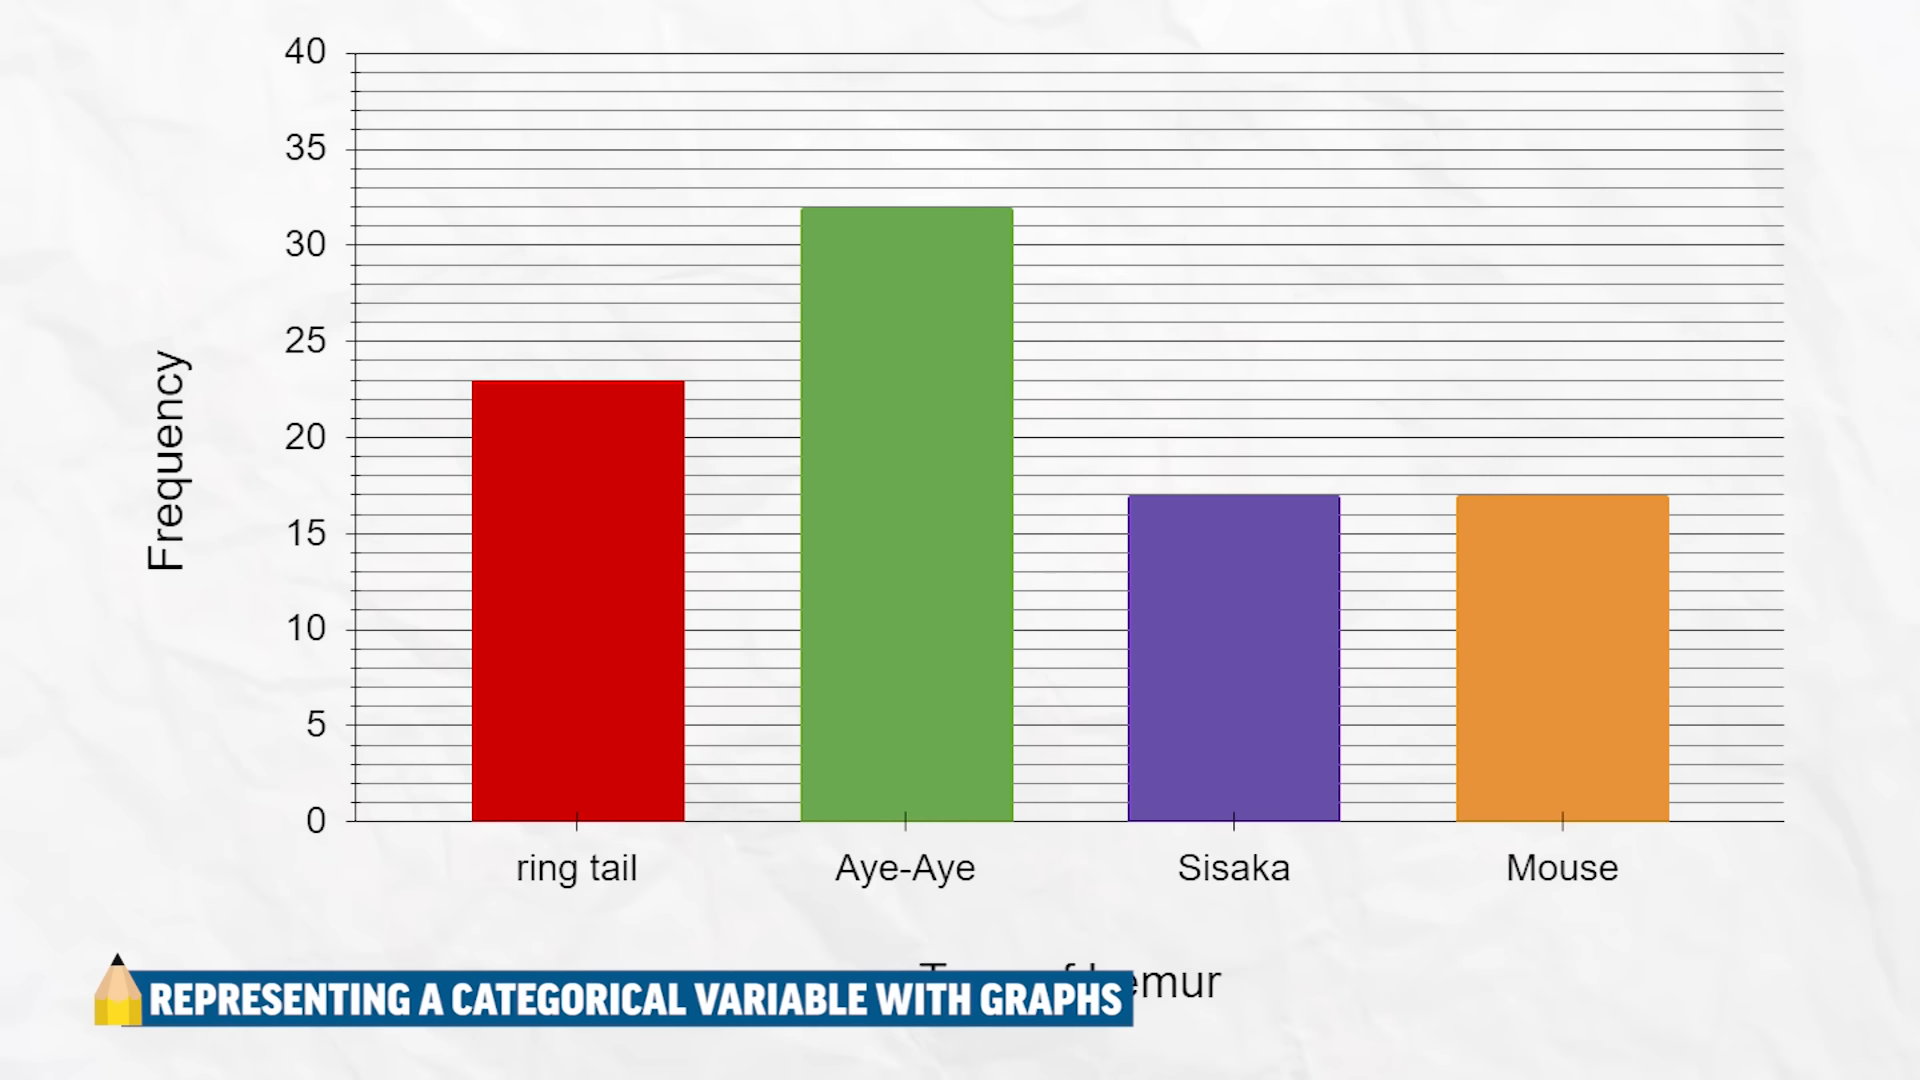 40
35
30
25
20
15
10
5
0
Frequency
ring tail
Aye-Aye
Sisaka
Mouse
REPRESENTING A CATEGORICAL VARIABLE WITH GRAPHS